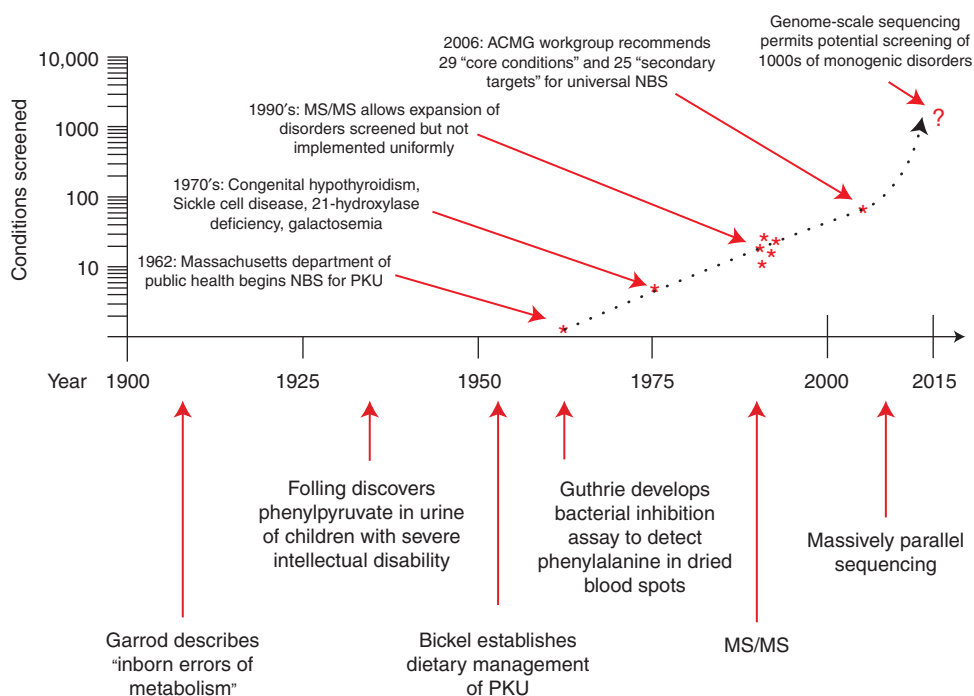 Genome-scale sequencing
permits potential screening of
1000s of monogenic disorders
2006: ACMG workgroup recommends
29 “core conditions” and 25 “secondary
targets” for universal NBS
1990′s: MS/MS allows expansion of
disorders screened but not
implemented uniformly
1970′s: Congenital hypothyroidism,
Sickle cell disease, 21-hydroxylase
deficiency, galactosemia
1962: Massachusetts department of
public health begins NBS for PKU
Conditions screened
10,000
1000
100
10
*
*
*
*
*
*
*
*
?
Year
1900
1925
1950
1975
2000
2015
Folling discovers
phenylpyruvate in urine
of children with severe
intellectual disability
Guthrie develops
bacterial inhibition
assay to detect
phenylalanine in dried
blood spots
Massively parallel
sequencing
Garrod describes
“inborn errors of
metabolism”
Bickel establishes
dietary management
of PKU
MS/MS